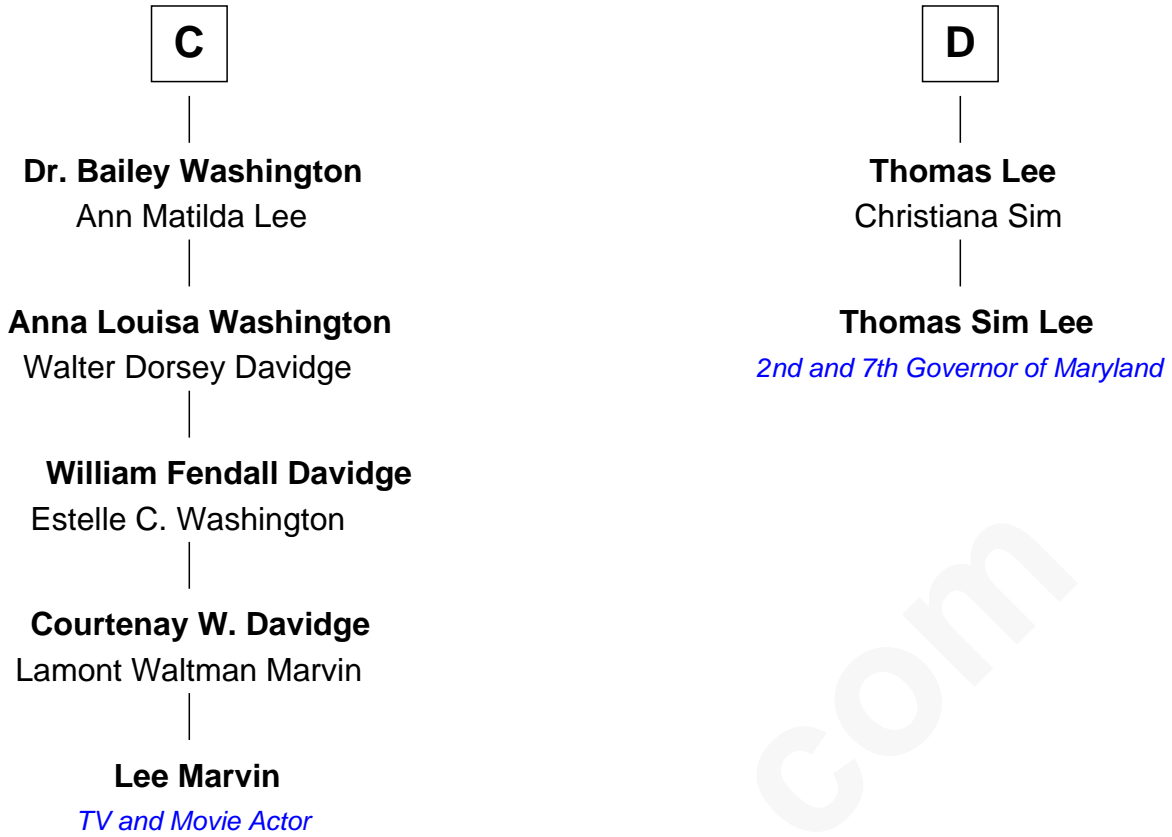 C
Dr. Bailey Washington
Ann Matilda Lee
Anna Louisa Washington
Walter Dorsey Davidge
William Fendall Davidge
Estelle C. Washington
Courtenay W. Davidge
Lamont Waltman Marvin
Lee Marvin
TV and Movie Actor
D
Thomas Lee
Christiana Sim
Thomas Sim Lee
2nd and 7th Governor of Maryland
com